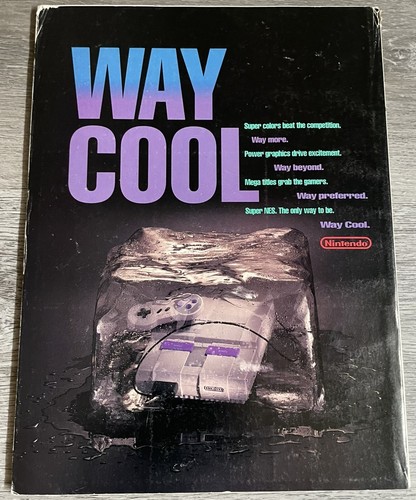 WAY
COOL
Super colors beat the competition.
Way more.
Power graphics drive excitement.
Way beyond.
Mega titles grab the gamers.
Way preferred.
Super NES. The only way to be.
Way Cool.
Nintendo